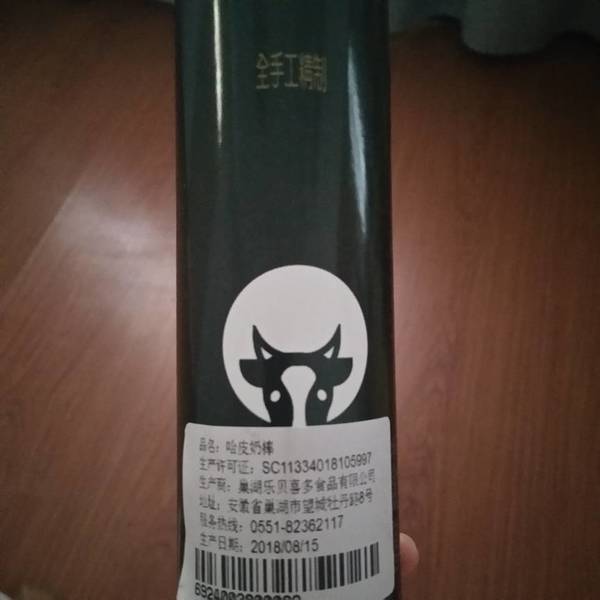 全手工精制
品名：哈皮奶棒
生产许可证：SC11334018105997
生产商：巢湖乐贝喜多食品有限公司
地址：安徽省巢湖市望城牡丹路8号
服务热线：0551-82362117
生产日期：2018/08/15